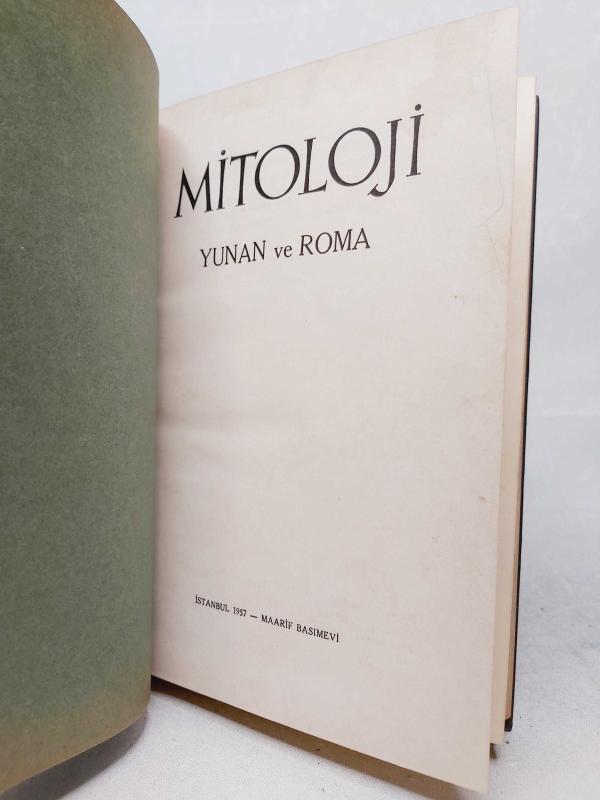 MİTOLOJİ
YUNAN ve ROMA
İSTANBUL 1957 — MAARİF BASIMEVİ